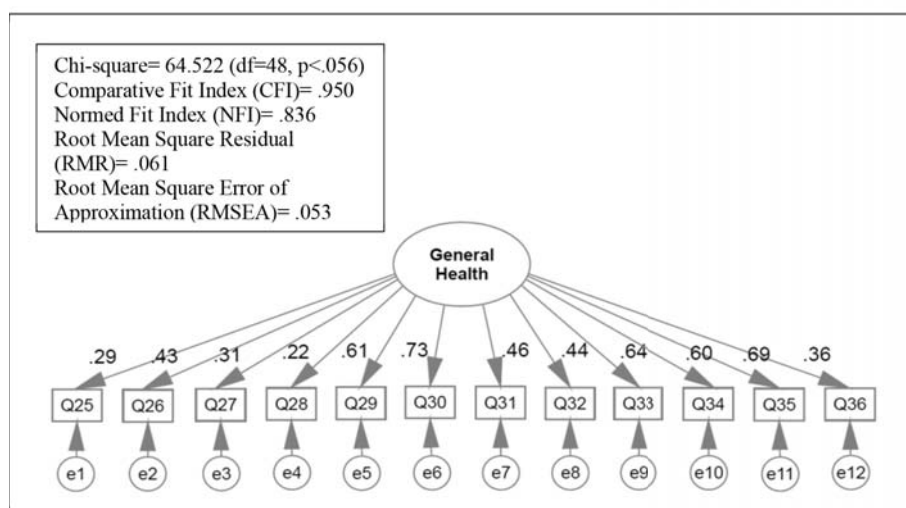 Chi-square= 64.522 (df=48, p<.056)
Comparative Fit Index (CFI)= .950
Normed Fit Index (NFI)= .836
Root Mean Square Residual
(RMR)= .061
Root Mean Square Error of
Approximation (RMSEA)= .053
General
Health
.29 .43 .31 .22 .61 .73 .46 .44 .64 .60 .69 .36
Q25 Q26 Q27 Q28 Q29 Q30 Q31 Q32 Q33 Q34 Q35 Q36
e1 e2 e3 e4 e5 e6 e7 e8 e9 e10 e11 e12